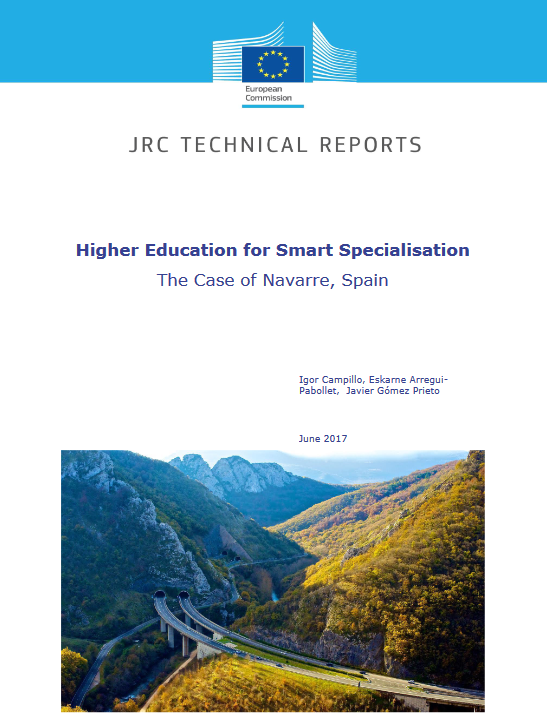 European
Commission
JRC TECHNICAL REPORTS
Higher Education for Smart Specialisation
The Case of Navarre, Spain
Igor Campillo, Eskarne Arregui-
Pabollet, Javier Gómez Prieto
June 2017